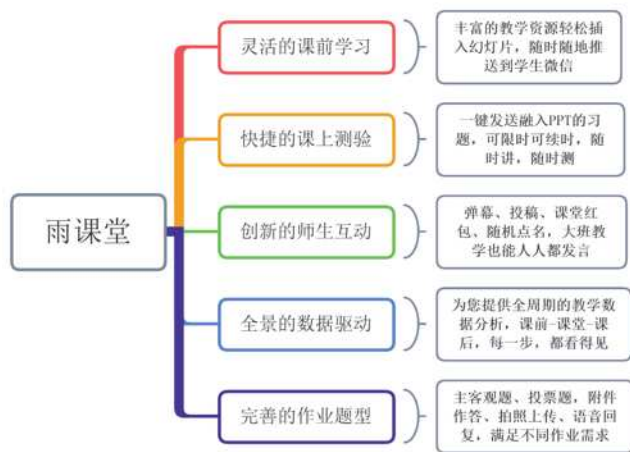 雨课堂
灵活的课前学习
丰富的教学资源轻松插
入幻灯片，随时随地推
送到学生微信
快捷的课上测验
一键发送融入PPT的习
题，可限时可续时，随
时讲，随时测
创新的师生互动
弹幕、投稿、课堂红
包、随机点名，大班教
学也能人人都发言
全景的数据驱动
为您提供全周期的教学数
据分析，课前-课堂-课
后，每一步，都看得见
完善的作业题型
主客观题、投票题，附件
作答、拍照上传、语音回
复，满足不同作业需求